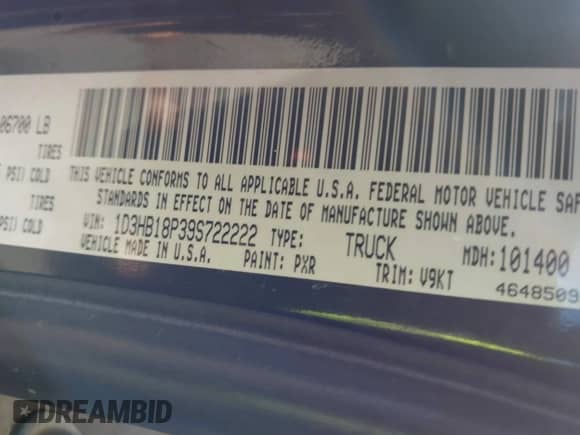 06700 LB
TIRES
PSI) COLD
TIRES
PSI) COLD
THIS VEHICLE CONFORMS TO ALL APPLICABLE U.S.A. FEDERAL MOTOR VEHICLE SAF
STANDARDS IN EFFECT ON THE DATE OF MANUFACTURE SHOWN ABOVE.
VIN: 1D3HB18P39S722222 TYPE: TRUCK MDH: 101400
VEHICLE MADE IN U.S.A. PAINT: PXR TRIM: V9KT
4648509
DREAMBID